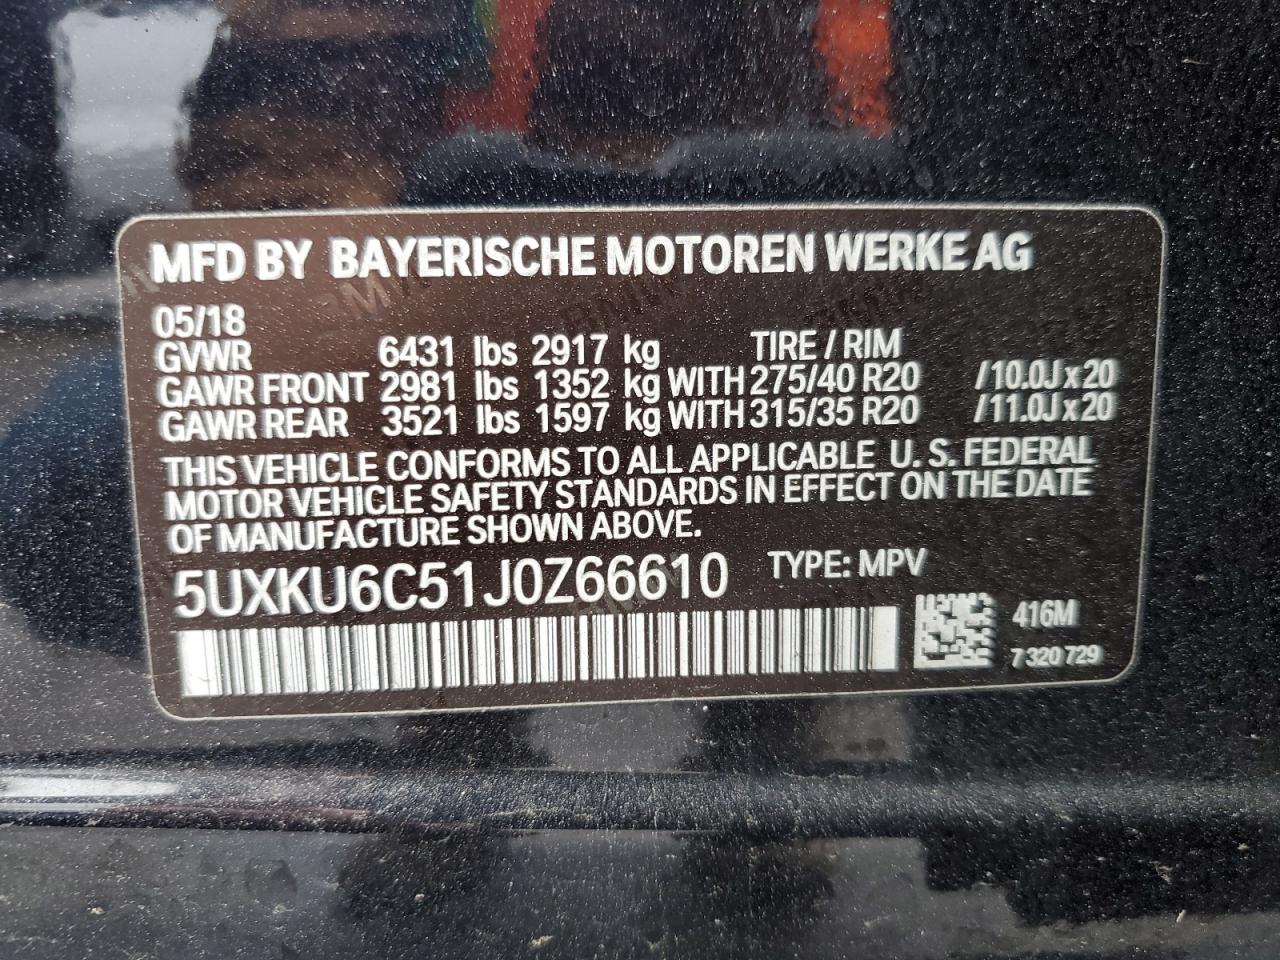 MFD BY BAYERISCHE MOTOREN WERKE AG
05/18
GVWR 6431 lbs 2917 kg TIRE / RIM
GAWR FRONT 2981 lbs 1352 kg WITH 275/40 R20 /10.0J x 20
GAWR REAR 3521 lbs 1597 kg WITH 315/35 R20 /11.0J x 20
THIS VEHICLE CONFORMS TO ALL APPLICABLE U.S. FEDERAL
MOTOR VEHICLE SAFETY STANDARDS IN EFFECT ON THE DATE
OF MANUFACTURE SHOWN ABOVE.
5UXKU6C51J0Z66610 TYPE: MPV
416M
7 320 729